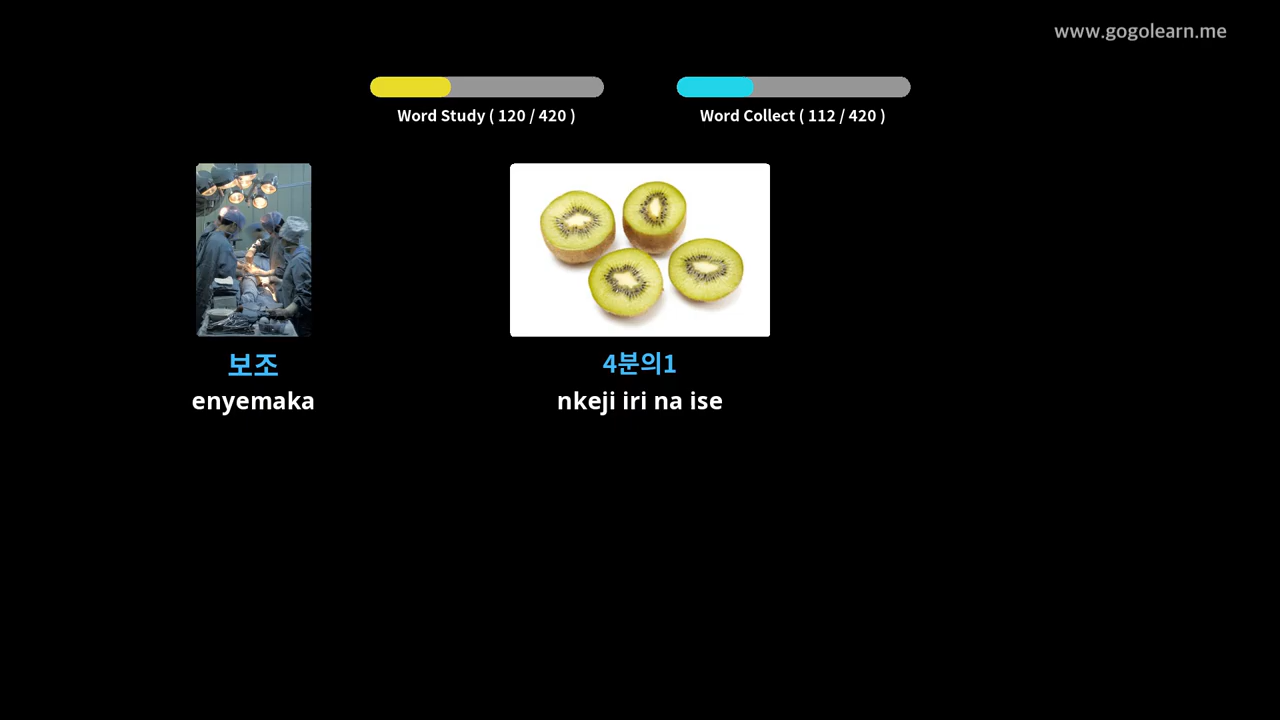 www.gogolearn.me
Word Study ( 120 / 420 )
Word Collect ( 112 / 420 )
보조
enyemaka
4분의1
nkeji iri na ise